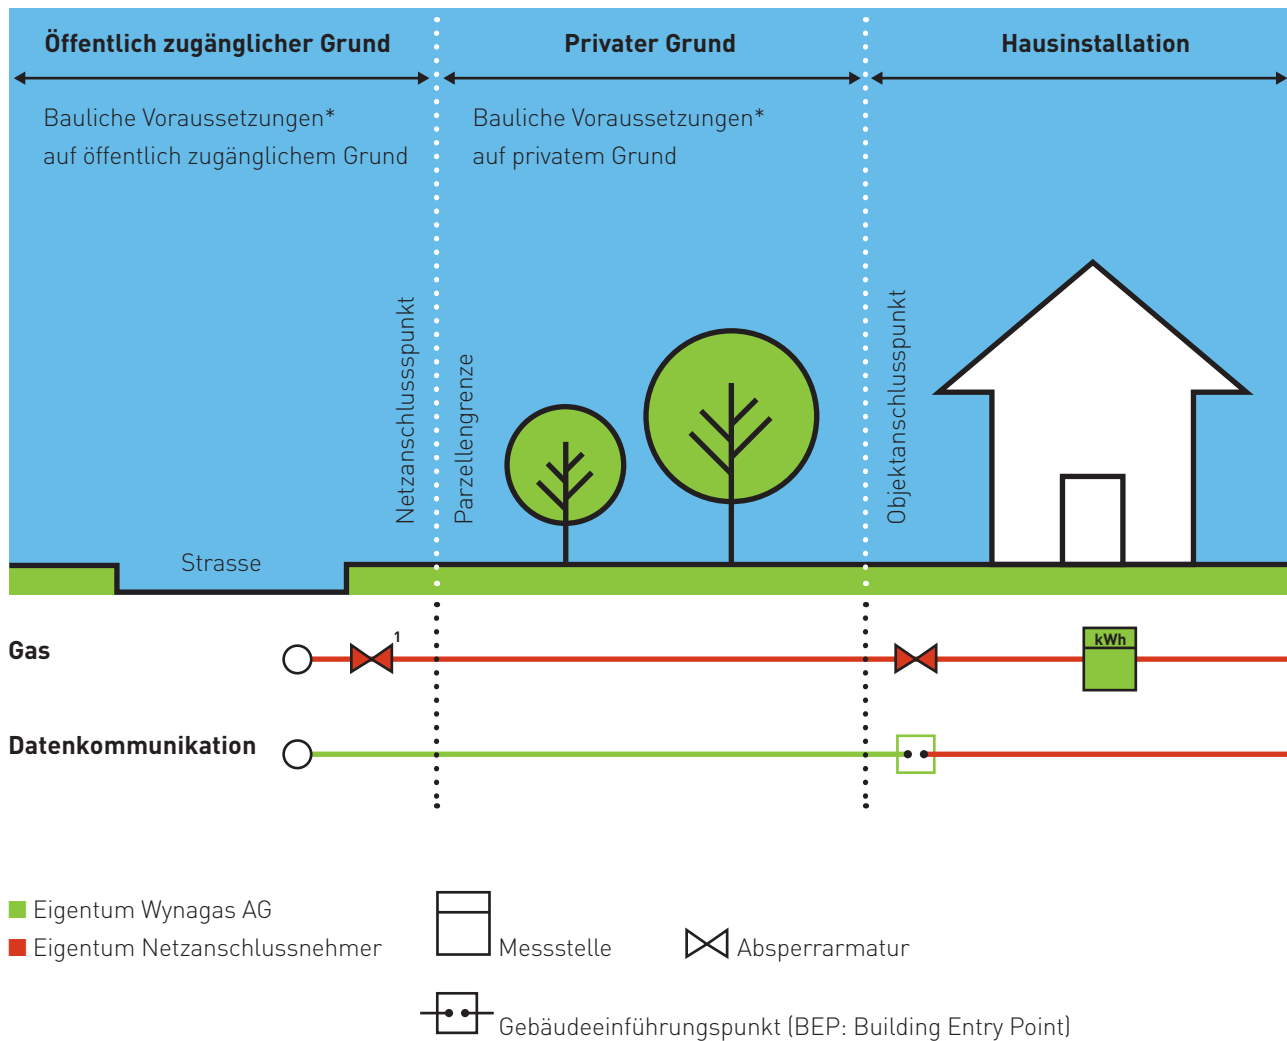 Öffentlich zugänglicher Grund
Privater Grund
Hausinstallation
Bauliche Voraussetzungen*
auf öffentlich zugänglichem Grund
Bauliche Voraussetzungen*
auf privatem Grund
Netzanschlussspunkt
Parzellengrenze
Objektanschlusspunkt
Strasse
Gas
1
kWh
Datenkommunikation
Eigentum Wynagas AG
Eigentum Netzanschlussnehmer
Messstelle
Absperrarmatur
Gebäudeeinführungspunkt (BEP: Building Entry Point)